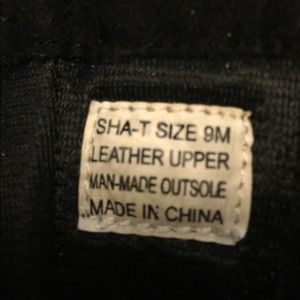 SHA-T SIZE 9M
LEATHER UPPER
MAN-MADE OUTSOLE
MADE IN CHINA